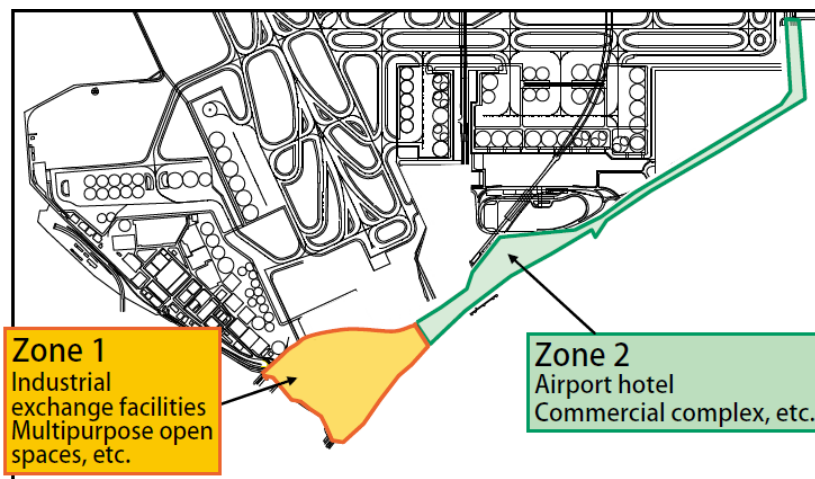 Zone 1
Industrial
exchange facilities
Multipurpose open
spaces, etc.
Zone 2
Airport hotel
Commercial complex, etc.